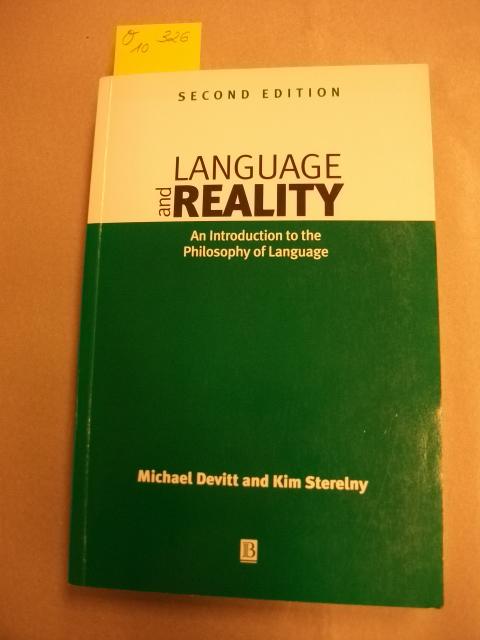 326
10
SECOND EDITION
LANGUAGE
and REALITY
An Introduction to the
Philosophy of Language
Michael Devitt and Kim Sterelny
B